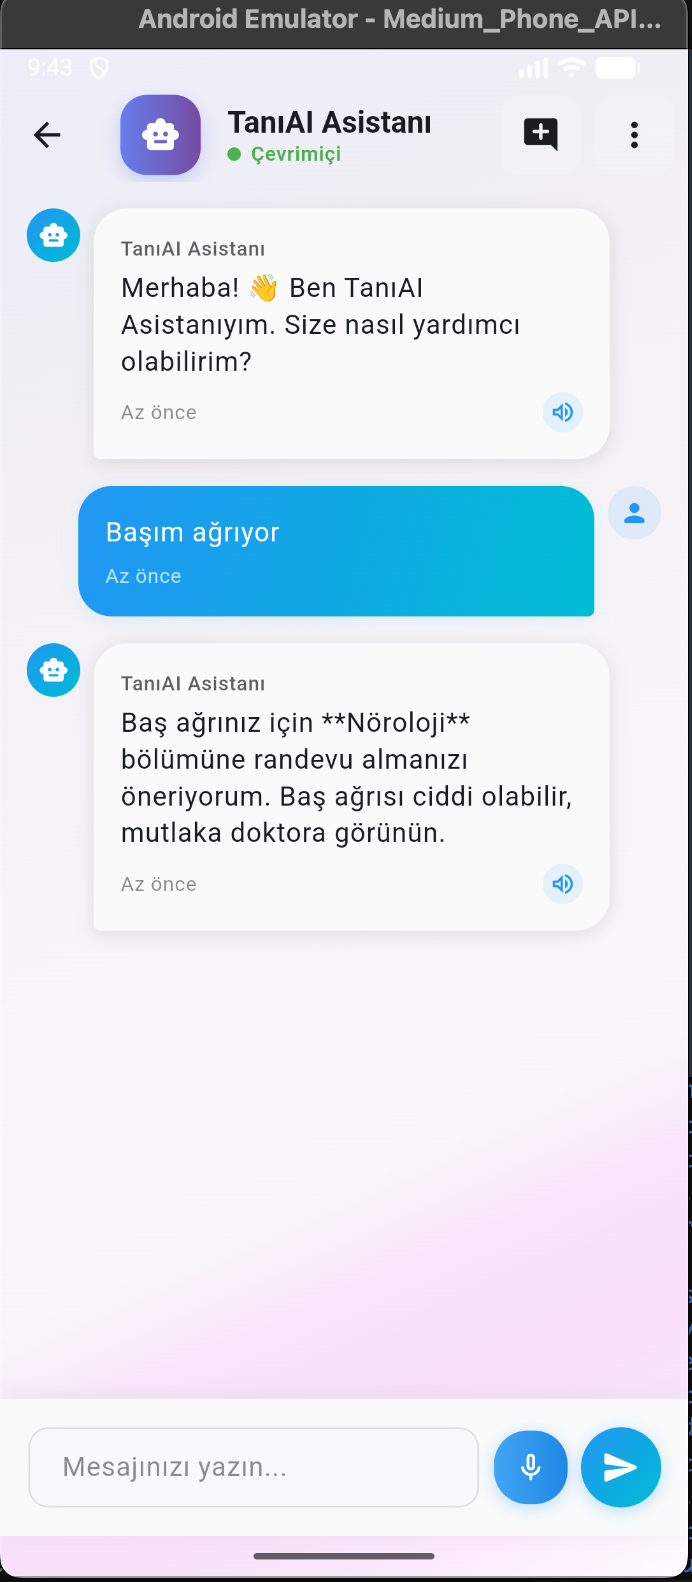 Android Emulator - Medium_Phone_API...
9:43
TanıAI Asistanı
Çevrimiçi
TanıAI Asistanı
Merhaba! 👋 Ben TanıAI
Asistanıyım. Size nasıl yardımcı
olabilirim?
Az önce
Başım ağrıyor
Az önce
TanıAI Asistanı
Baş ağrınız için **Nöroloji**
bölümüne randevu almanızı
öneriyorum. Baş ağrısı ciddi olabilir,
mutlaka doktora görünün.
Az önce
Mesajınızı yazın...